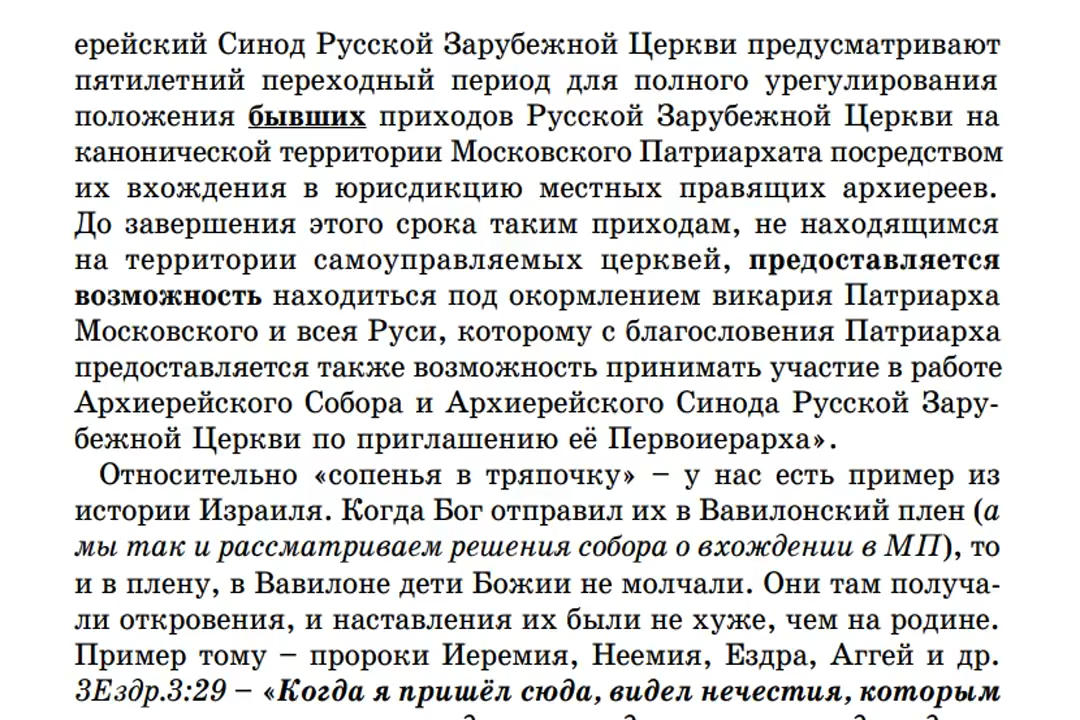 ерейский Синод Русской Зарубежной Церкви предусматривают
пятилетний переходный период для полного урегулирования
положения бывших приходов Русской Зарубежной Церкви на
канонической территории Московского Патриархата посредством
их вхождения в юрисдикцию местных правящих архиереев.
До завершения этого срока таким приходам, не находящимся
на территории самоуправляемых церквей, предоставляется
возможность находиться под окормлением викария Патриарха
Московского и всея Руси, которому с благословения Патриарха
предоставляется также возможность принимать участие в работе
Архиерейского Собора и Архиерейского Синода Русской Зару-
бежной Церкви по приглашению её Первоиерарха».
Относительно «сопенья в тряпочку» – у нас есть пример из
истории Израиля. Когда Бог отправил их в Вавилонский плен (а
мы так и рассматриваем решения собора о вхождении в МП), то
и в плену, в Вавилоне дети Божии не молчали. Они там получа-
ли откровения, и наставления их были не хуже, чем на родине.
Пример тому – пророки Иеремия, Неемия, Ездра, Аггей и др.
3Ездр.3:29 – «Когда я пришёл сюда, видел нечестия, которым